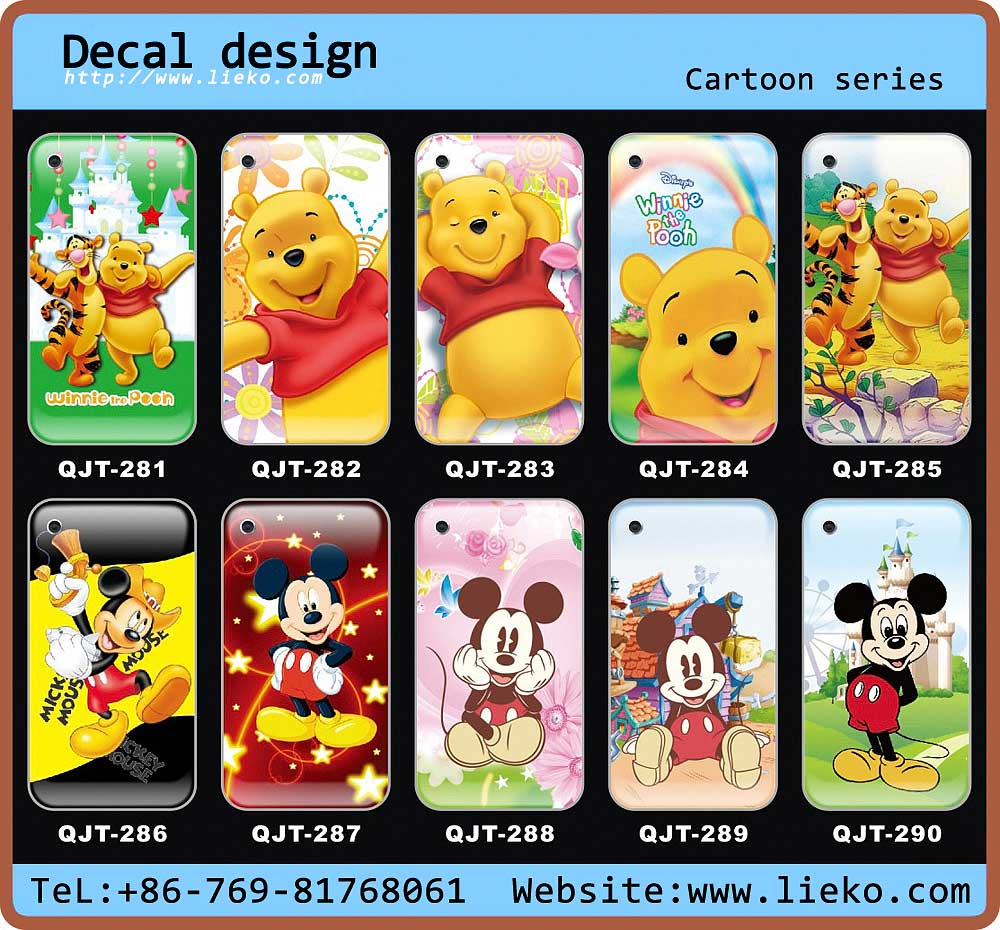 Decal design
http://www.lieko.com
Cartoon series
winnie the Pooh
Disney's
Winnie
the
Pooh
QJT-281
QJT-282
QJT-283
QJT-284
QJT-285
MICKEY
MOUSE
MOUSE
MICKEY
MOUSE
QJT-286
QJT-287
QJT-288
QJT-289
QJT-290
TeL:+86-769-81768061
Website:www.lieko.com